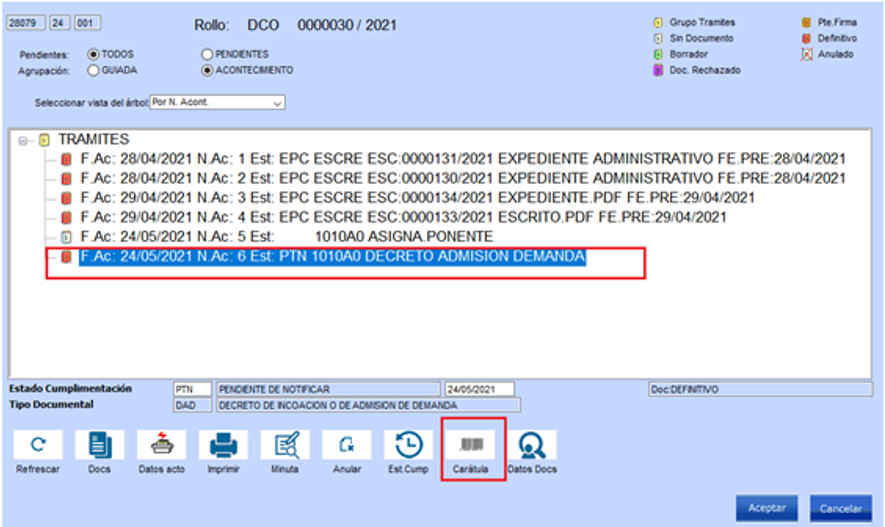 28079 24 001 Rollo: DCO 0000030 / 2021
Grupo Tramites Pte.Firma
Sin Documento Definitivo
Borrador Anulado
Doc. Rechazado
Pendientes: TODOS PENDIENTES
Agrupación: GUIADA ACONTECIMIENTO
Seleccionar vista del árbol: Por N. Acont.
TRAMITES
F.Ac: 28/04/2021 N.Ac: 1 Est: EPC ESCRE ESC:0000131/2021 EXPEDIENTE ADMINISTRATIVO FE.PRE:28/04/2021
F.Ac: 28/04/2021 N.Ac: 2 Est: EPC ESCRE ESC:0000130/2021 EXPEDIENTE ADMINISTRATIVO FE.PRE:28/04/2021
F.Ac: 29/04/2021 N.Ac: 3 Est: EPC ESCRE ESC:0000134/2021 EXPEDIENTE.PDF FE.PRE:29/04/2021
F.Ac: 29/04/2021 N.Ac: 4 Est: EPC ESCRE ESC:0000133/2021 ESCRITO.PDF FE.PRE:29/04/2021
F.Ac: 24/05/2021 N.Ac: 5 Est: 1010A0 ASIGNA.PONENTE
F.Ac: 24/05/2021 N.Ac: 6 Est: PTN 1010A0 DECRETO ADMISION DEMANDA
Estado Cumplimentación PTN PENDIENTE DE NOTIFICAR 24/05/2021 Doc:DEFINITIVO
Tipo Documental DAD DECRETO DE INCOACION O DE ADMISION DE DEMANDA
Refrescar Docs Datos acto Imprimir Minuta Anular Est.Cump Carátula Datos Docs
Aceptar Cancelar